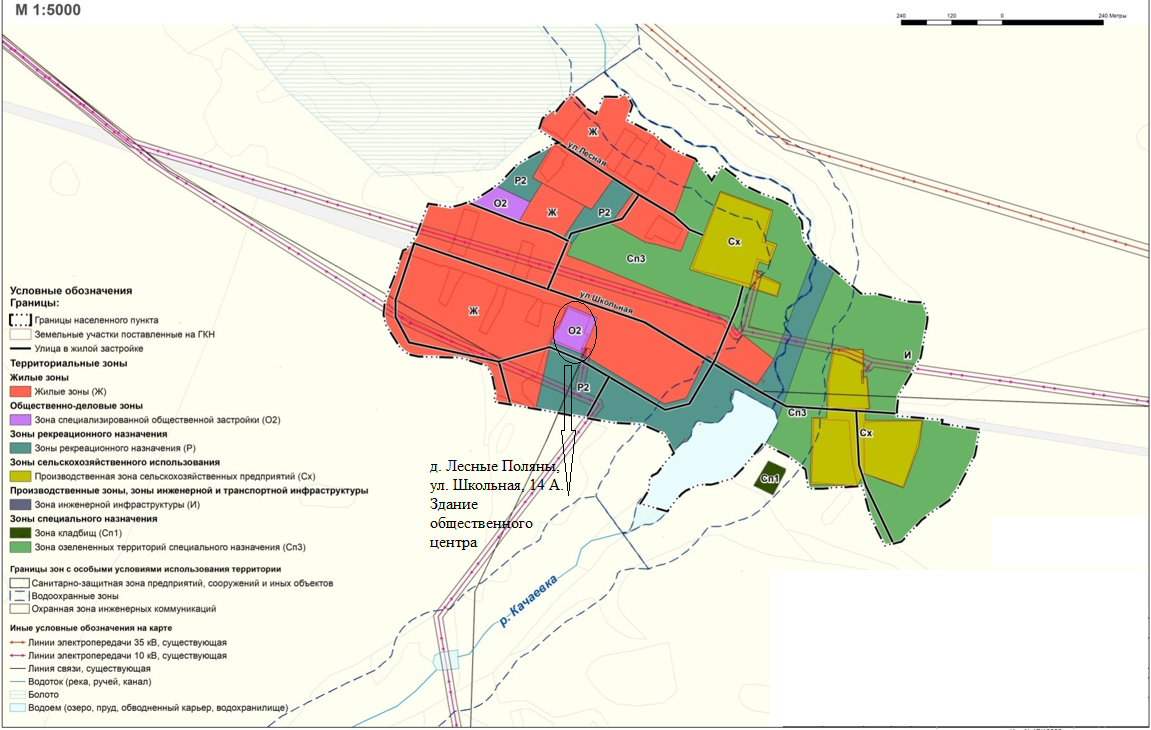 М 1:5000
240 120 0 240 Метры
Ж
ул Лесная
Р2
О2
Ж
Р2
Сх
Сп3
ул Школьная
Ж
О2
И
Р2
Сп3
Сх
Сп1
д. Лесные Поляны,
ул. Школьная, 14 А.
Здание
общественного
центра
р. Качаевка
Условные обозначения
Границы:
Границы населенного пункта
Земельные участки поставленные на ГКН
Улица в жилой застройке
Территориальные зоны
Жилые зоны
Жилые зоны (Ж)
Общественно-деловые зоны
Зона специализированной общественной застройки (О2)
Зоны рекреационного назначения
Зоны рекреационного назначения (Р)
Зоны сельскохозяйственного использования
Производственная зона сельскохозяйственных предприятий (Сх)
Производственные зоны, зоны инженерной и транспортной инфраструктуры
Зона инженерной инфраструктуры (И)
Зоны специального назначения
Зона кладбищ (Сп1)
Зона озелененных территорий специального назначения (Сп3)
Границы зон с особыми условиями использования территории
Санитарно-защитная зона предприятий, сооружений и иных объектов
Водоохранные зоны
Охранная зона инженерных коммуникаций
Иные условные обозначения на карте
Линии электропередачи 35 кВ, существующая
Линии электропередачи 10 кВ, существующая
Линия связи, существующая
Водоток (река, ручей, канал)
Болото
Водоем (озеро, пруд, обводненный карьер, водохранилище)